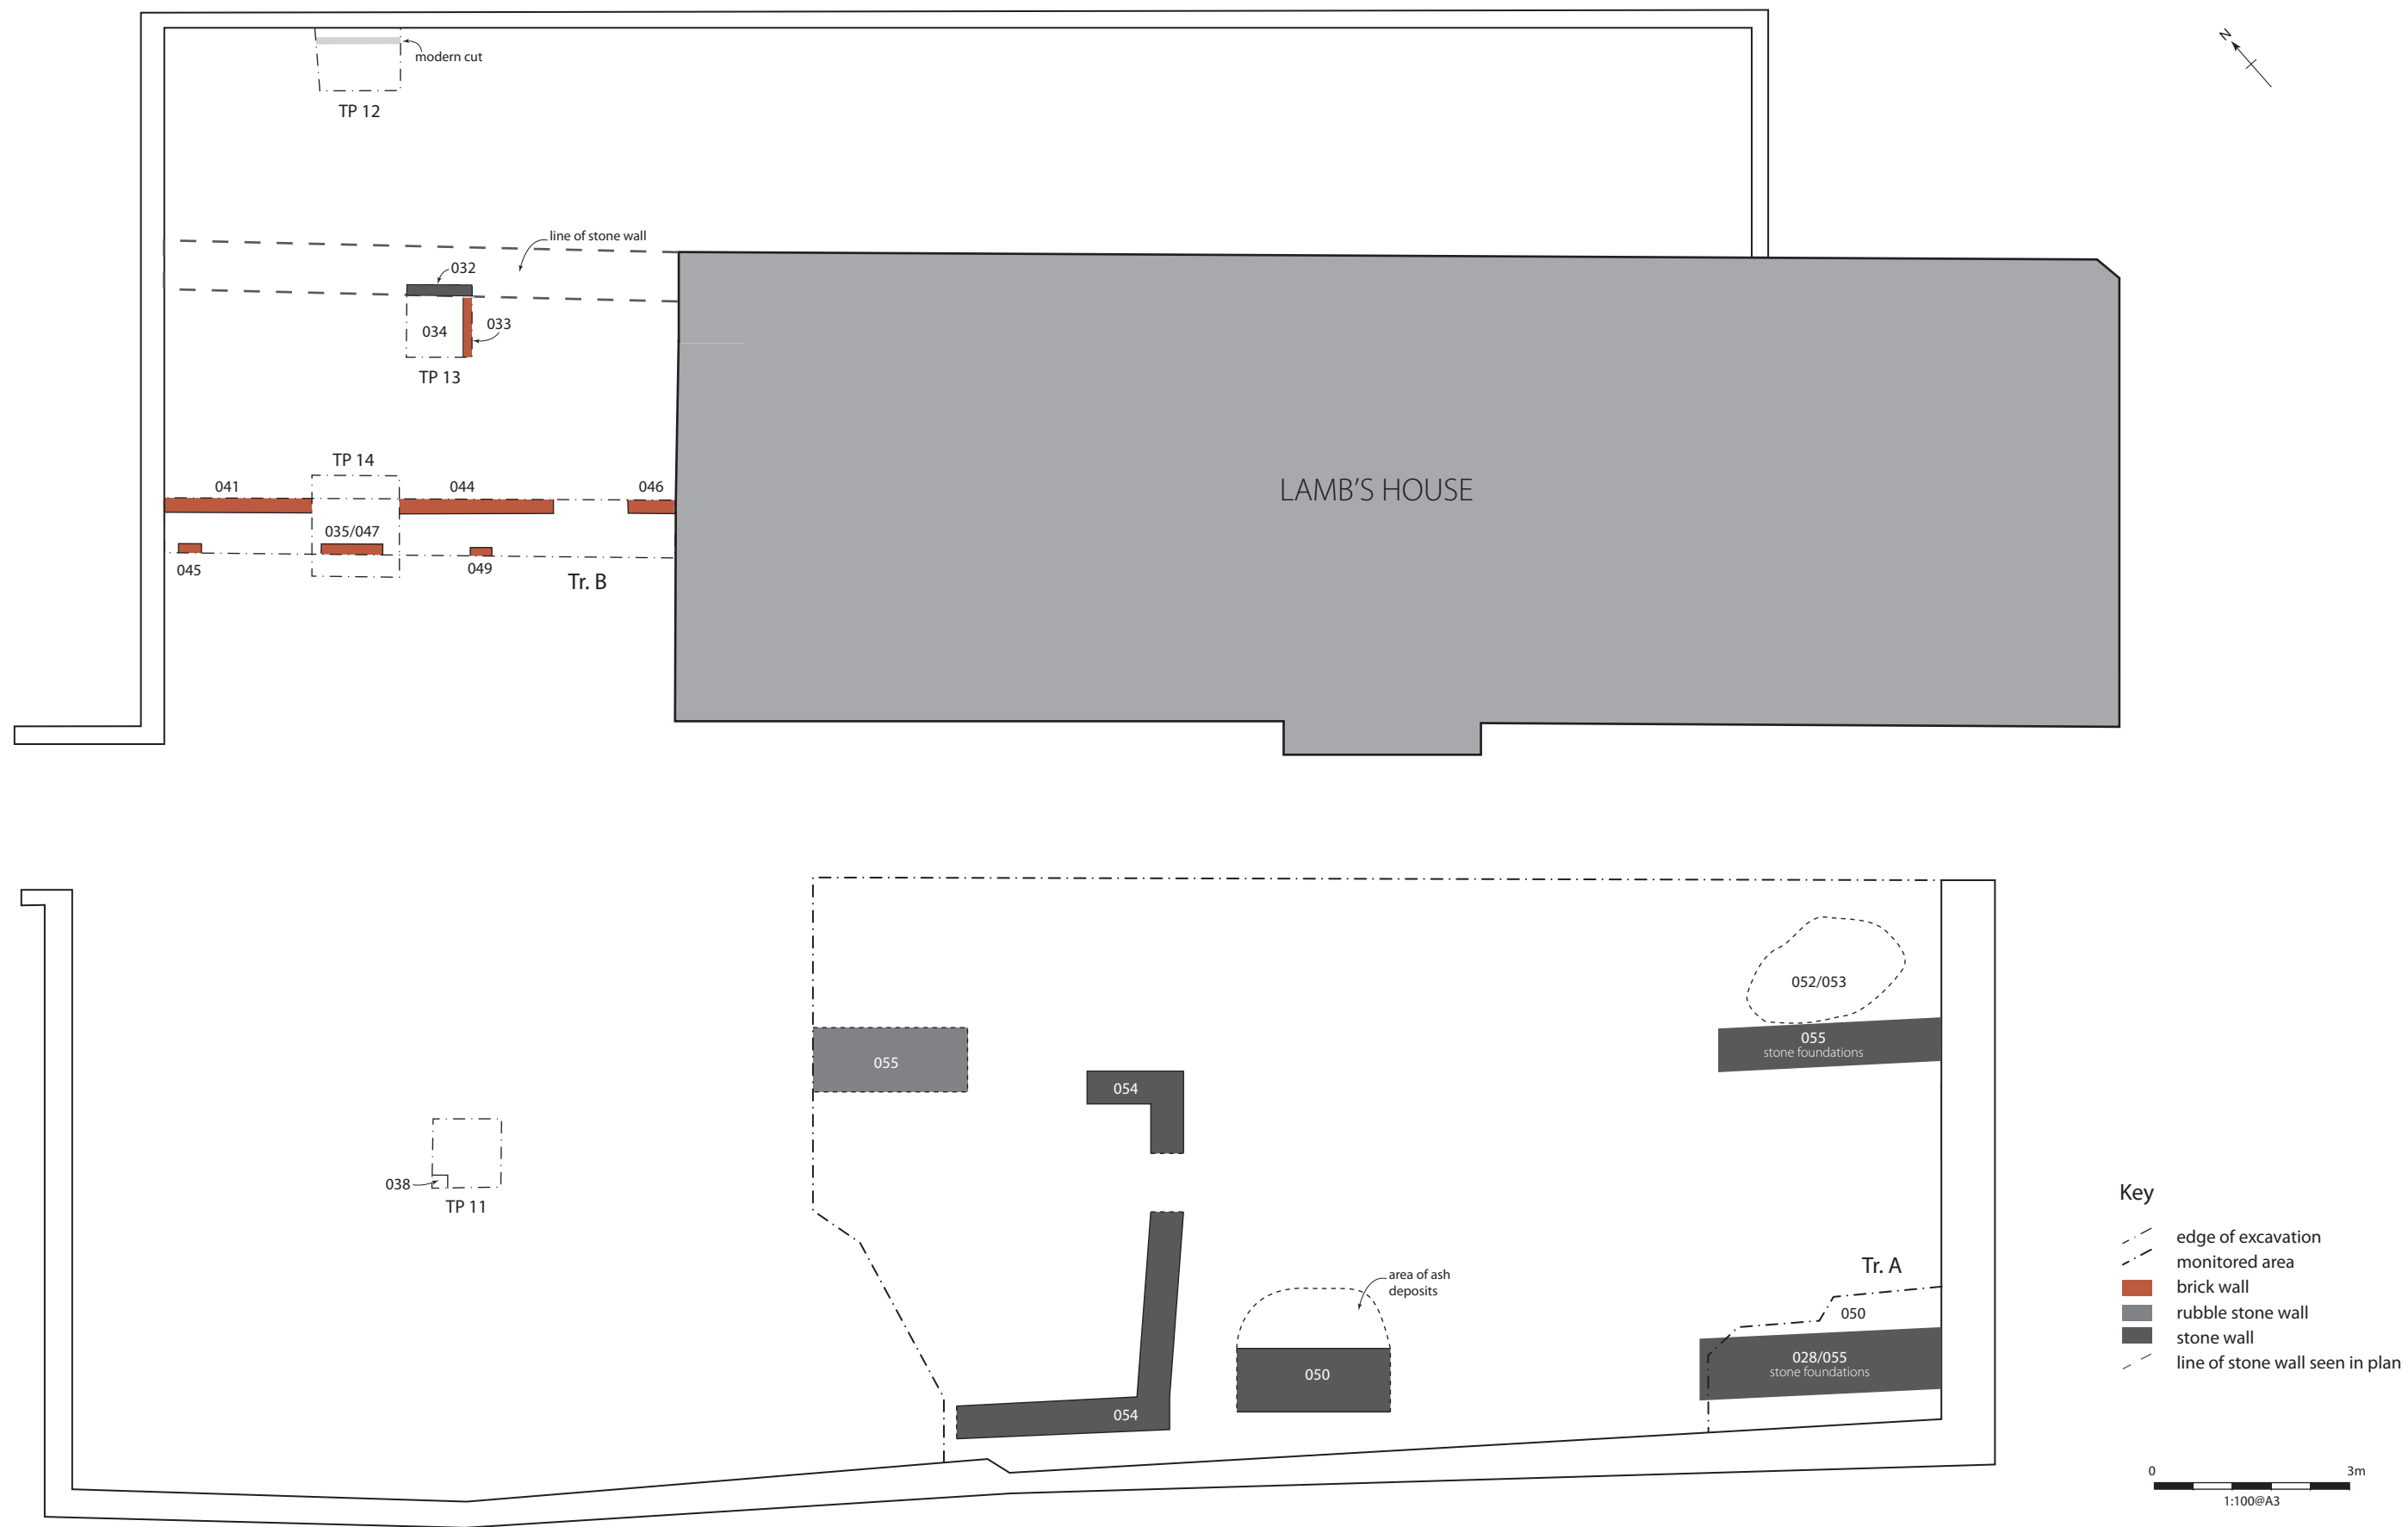 N
modern cut
TP 12
line of stone wall
032
033
034
TP 13
TP 14
041
044
046
035/047
045
049
Tr. B
LAMB'S HOUSE
052/053
055
stone foundations
055
054
038
TP 11
Tr. A
area of ash
deposits
050
050
028/055
stone foundations
054
Key
edge of excavation
monitored area
brick wall
rubble stone wall
stone wall
line of stone wall seen in plan
0 3m
1:100@A3